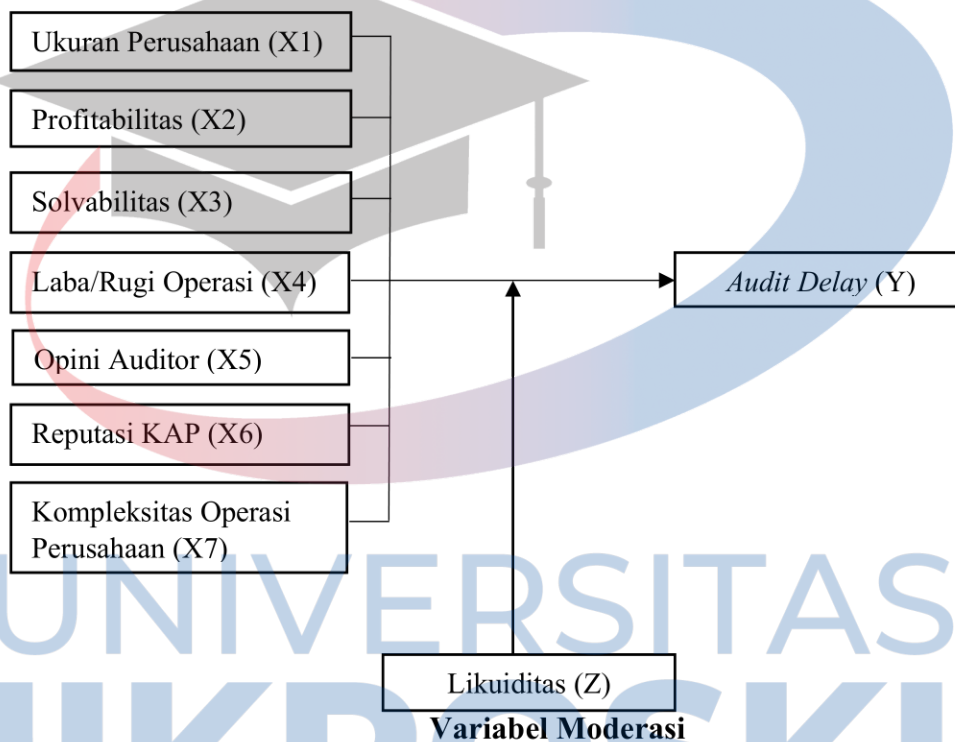 Ukuran Perusahaan (X1)
Profitabilitas (X2)
Solvabilitas (X3)
Laba/Rugi Operasi (X4)
Audit Delay (Y)
Opini Auditor (X5)
Reputasi KAP (X6)
Kompleksitas Operasi
Perusahaan (X7)
UNIVERSITAS
Likuiditas (Z)
Variabel Moderasi